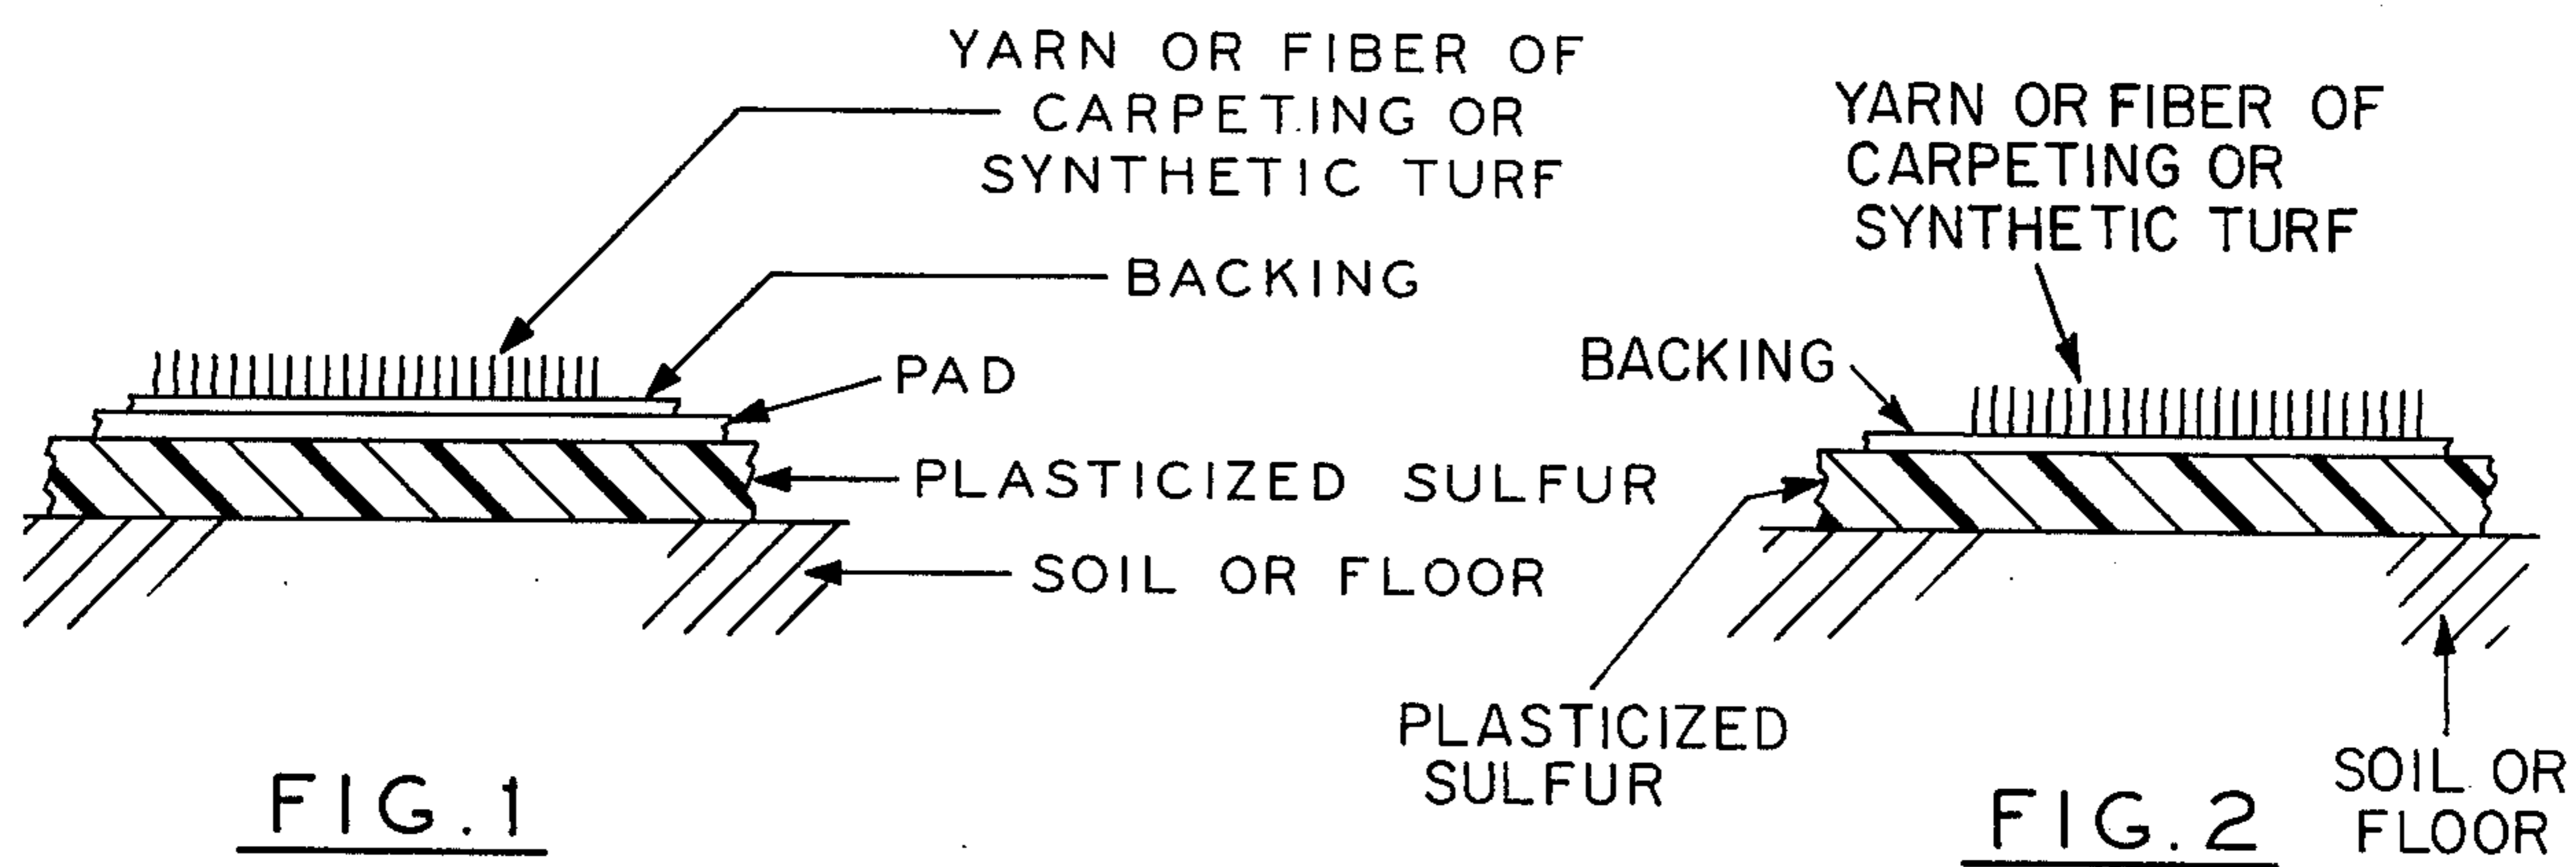 YARN OR FIBER OF
CARPETING OR
SYNTHETIC TURF
BACKING
PAD
PLASTICIZED SULFUR
SOIL OR FLOOR
FIG.1
YARN OR FIBER OF
CARPETING OR
SYNTHETIC TURF
BACKING
PLASTICIZED
SULFUR
SOIL OR
FLOOR
FIG.2